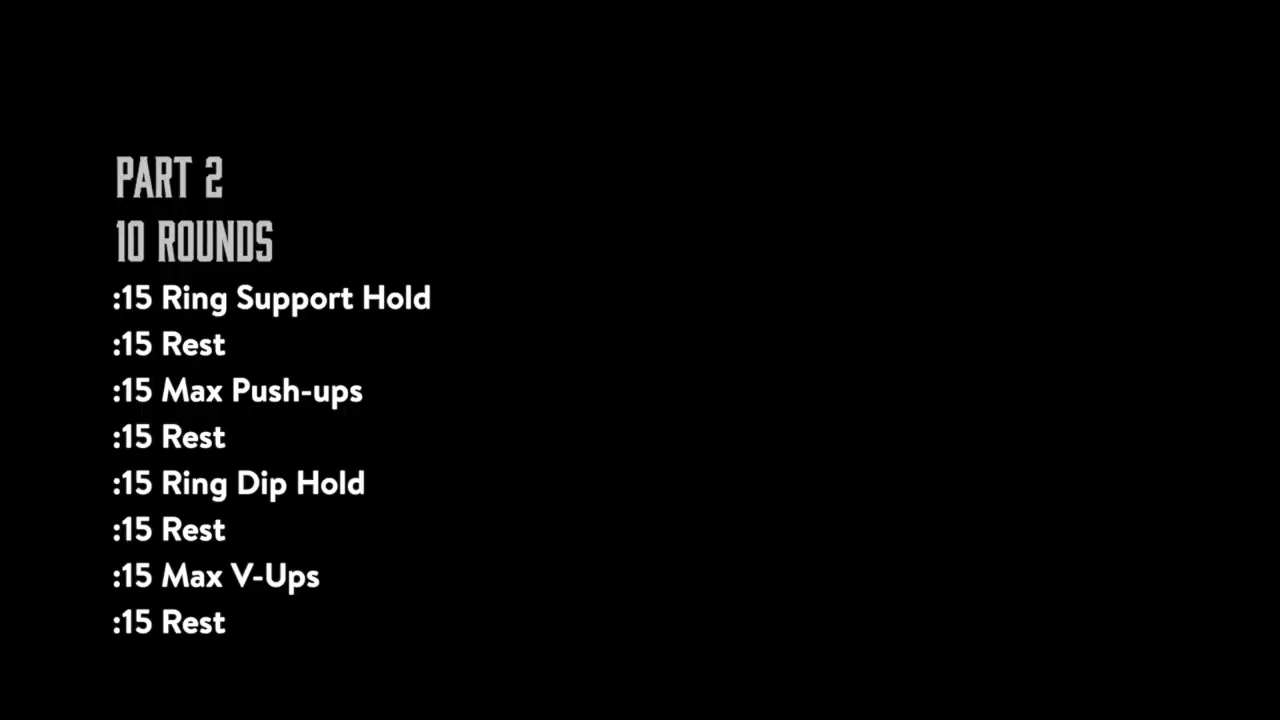 PART 2
10 ROUNDS
:15 Ring Support Hold
:15 Rest
:15 Max Push-ups
:15 Rest
:15 Ring Dip Hold
:15 Rest
:15 Max V-Ups
:15 Rest